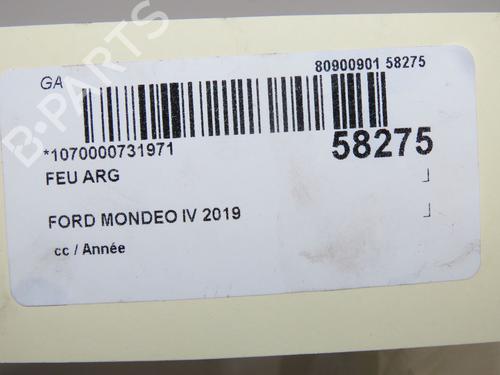 GA
80900901 58275
*1070000731971
58275
FEU ARG
FORD MONDEO IV 2019
cc / Année
B-PARTS